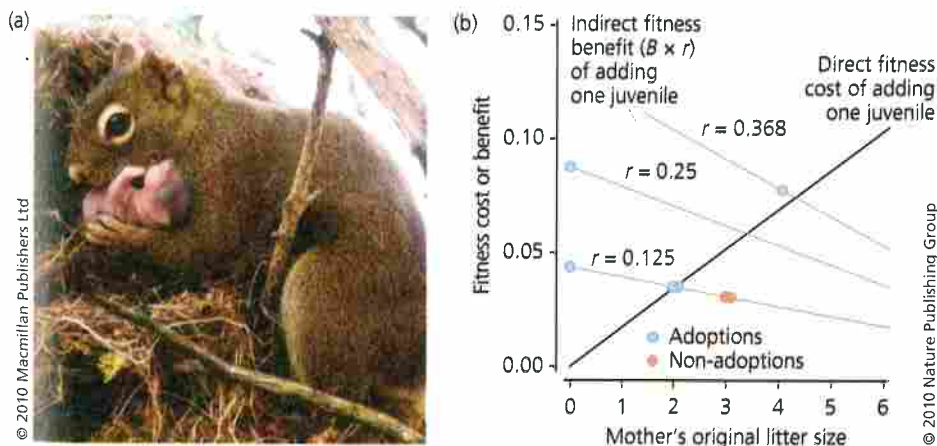 (a)
© 2010 Macmillan Publishers Ltd
(b)
Fitness cost or benefit
0.15
0.10
0.05
0.00
Indirect fitness
benefit (B × r)
of adding
one juvenile
Direct fitness
cost of adding
one juvenile
r = 0.368
r = 0.25
r = 0.125
Adoptions
Non-adoptions
0 1 2 3 4 5 6
Mother's original litter size
© 2010 Nature Publishing Group